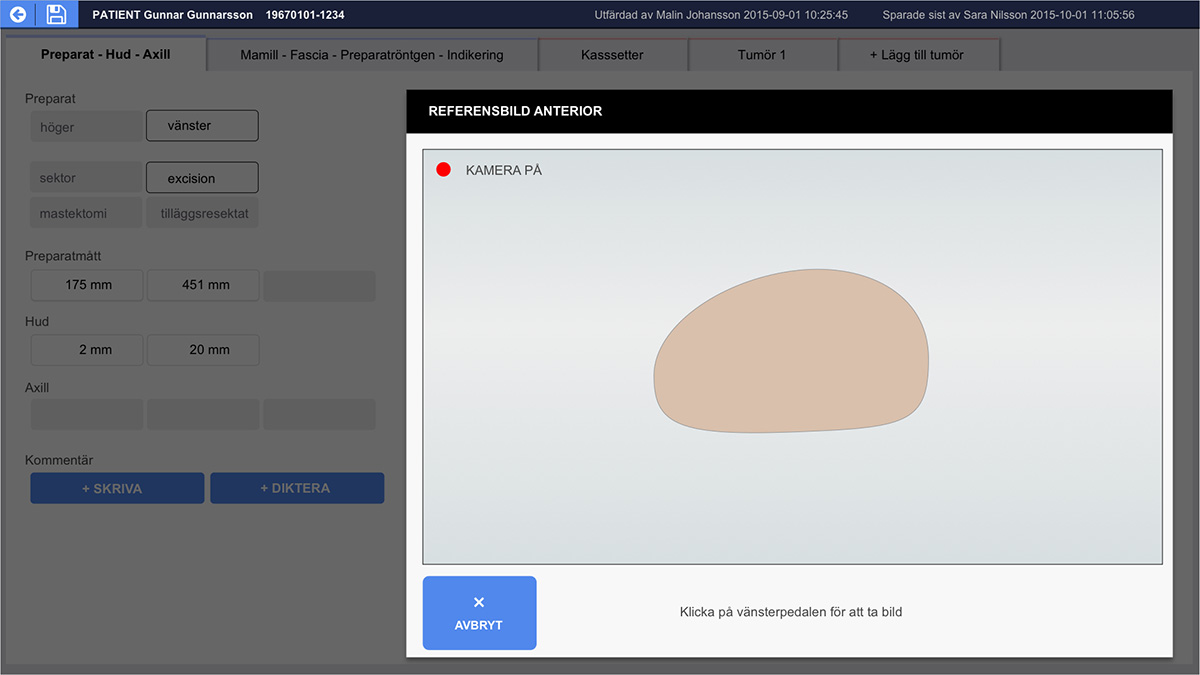 PATIENT Gunnar Gunnarsson 19670101-1234 Utfärdad av Malin Johansson 2015-09-01 10:25:45 Sparade sist av Sara Nilsson 2015-10-01 11:05:56
Preparat - Hud - Axill Mamill - Fascia - Preparatröntgen - Indikering Kasssetter Tumör 1 + Lägg till tumör
Preparat
höger vänster
sektor excision
mastektomi tilläggsresektat
Preparatmått
175 mm 451 mm
Hud
2 mm 20 mm
Axill
Kommentär
+ SKRIVA + DIKTERA
REFERENSBILD ANTERIOR
KAMERA PÅ
× AVBRYT
Klicka på vänsterpedalen för att ta bild